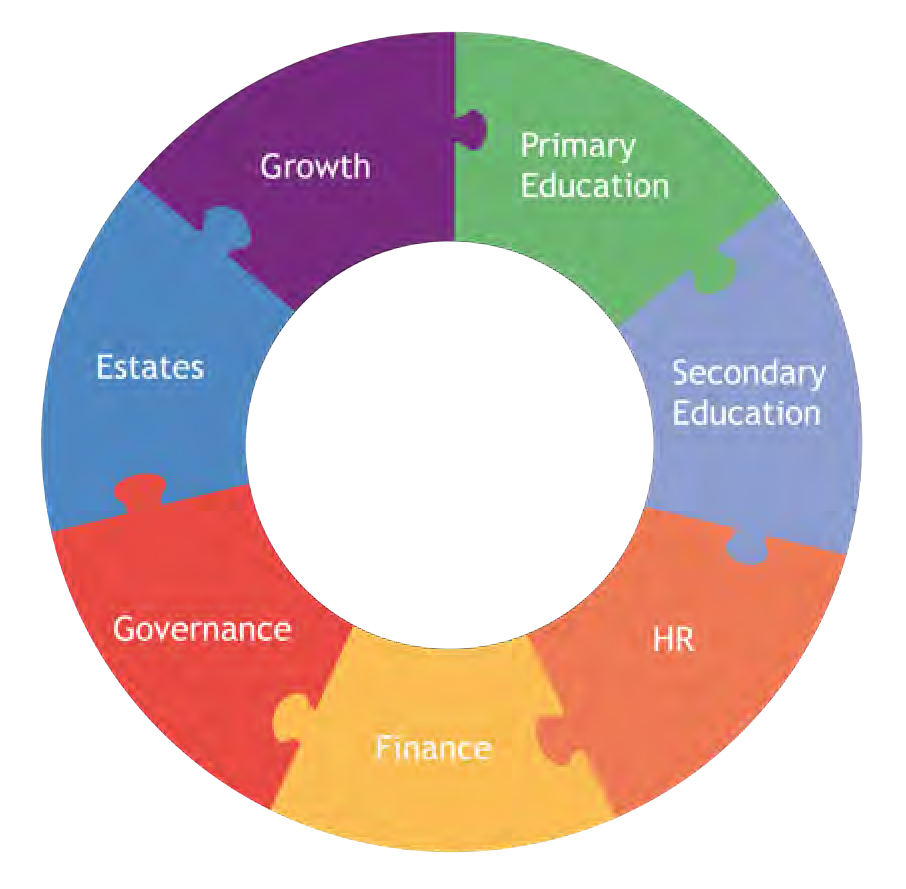 Growth
Primary
Education
Secondary
Education
HR
Finance
Governance
Estates